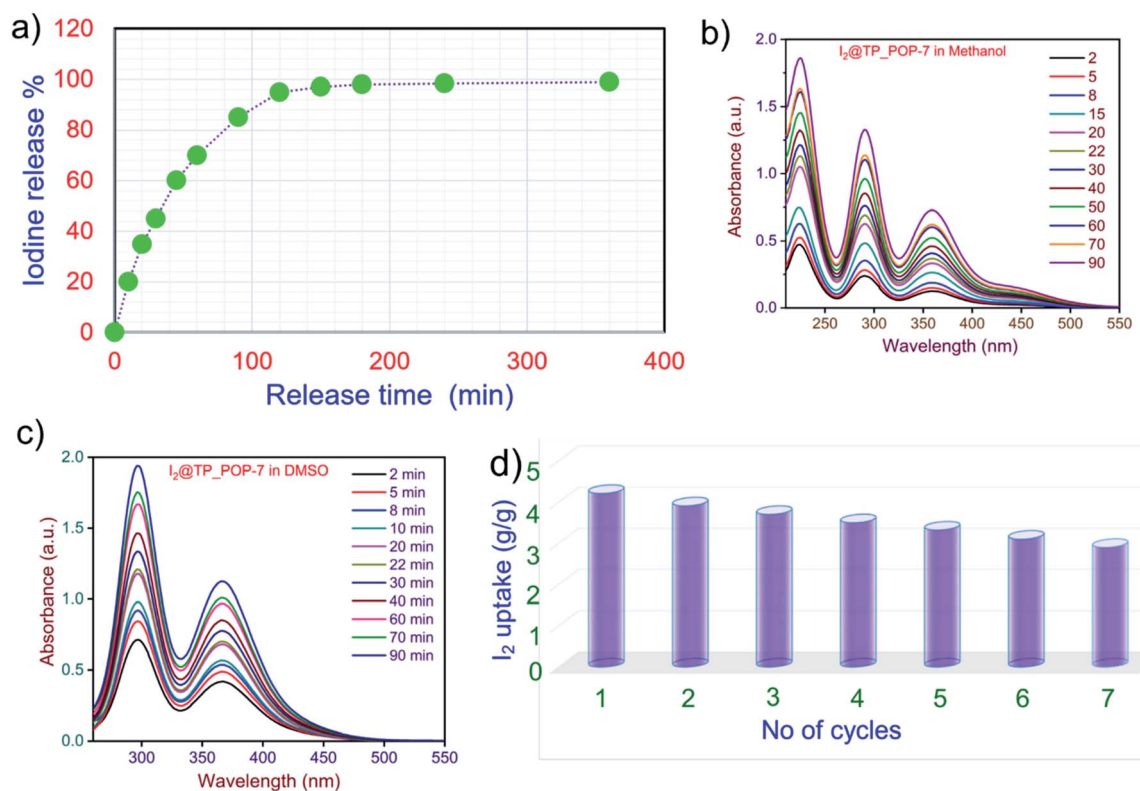 a)
120
100
80
60
40
20
0
Iodine release %
0 100 200 300 400
Release time (min)
b)
I₂@TP_POP-7 in Methanol
2.0
1.5
1.0
0.5
0.0
Absorbance (a.u.)
2
5
8
15
20
22
30
40
50
60
70
90
250 300 350 400 450 500 550
Wavelength (nm)
c)
I₂@TP_POP-7 in DMSO
2.0
1.5
1.0
0.5
0.0
Absorbance (a.u.)
2 min
5 min
8 min
10 min
20 min
22 min
30 min
40 min
60 min
70 min
90 min
300 350 400 450 500 550
Wavelength (nm)
d)
5
4
3
2
1
0
I₂ uptake (g/g)
1 2 3 4 5 6 7
No of cycles